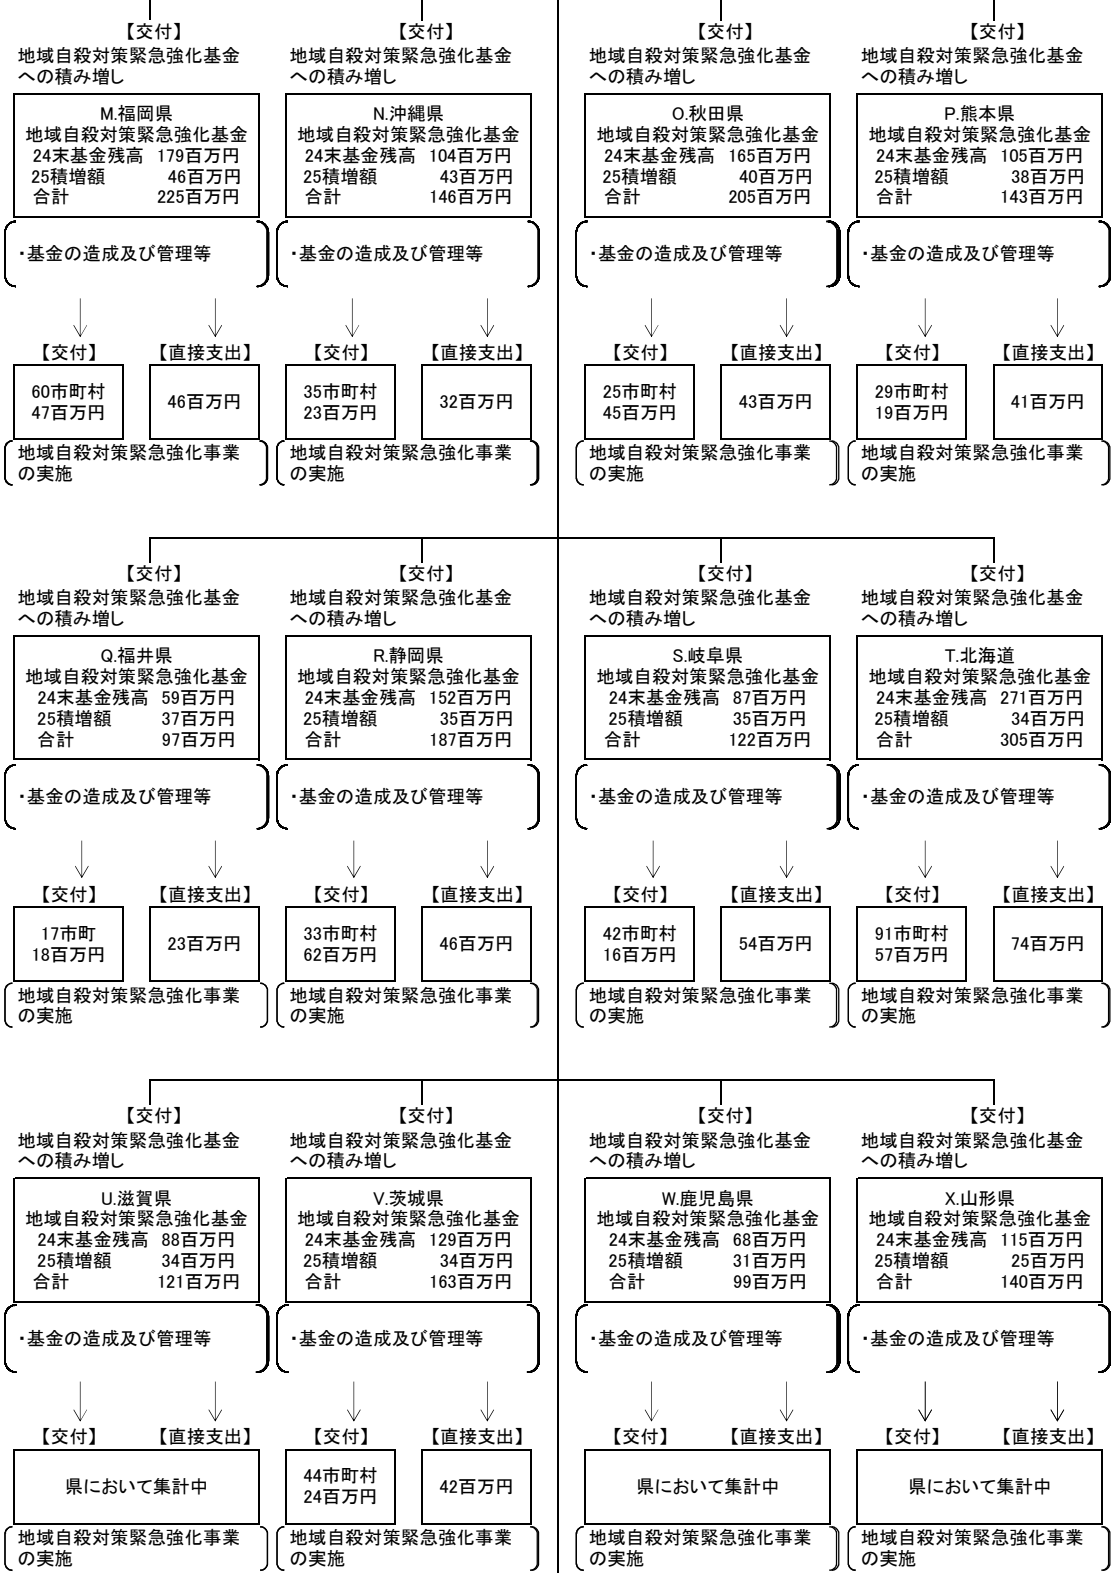 【交付】
地域自殺対策緊急強化基金
への積み増し
M.福岡県
地域自殺対策緊急強化基金
24末基金残高 179百万円
25積増額 46百万円
合計 225百万円
・基金の造成及び管理等
【交付】 【直接支出】
60市町村
47百万円
46百万円
地域自殺対策緊急強化事業
の実施
【交付】
地域自殺対策緊急強化基金
への積み増し
N.沖縄県
地域自殺対策緊急強化基金
24末基金残高 104百万円
25積増額 43百万円
合計 146百万円
・基金の造成及び管理等
【交付】 【直接支出】
35市町村
23百万円
32百万円
地域自殺対策緊急強化事業
の実施
【交付】
地域自殺対策緊急強化基金
への積み増し
O.秋田県
地域自殺対策緊急強化基金
24末基金残高 165百万円
25積増額 40百万円
合計 205百万円
・基金の造成及び管理等
【交付】 【直接支出】
25市町村
45百万円
43百万円
地域自殺対策緊急強化事業
の実施
【交付】
地域自殺対策緊急強化基金
への積み増し
P.熊本県
地域自殺対策緊急強化基金
24末基金残高 105百万円
25積増額 38百万円
合計 143百万円
・基金の造成及び管理等
【交付】 【直接支出】
29市町村
19百万円
41百万円
地域自殺対策緊急強化事業
の実施
【交付】
地域自殺対策緊急強化基金
への積み増し
Q.福井県
地域自殺対策緊急強化基金
24末基金残高 59百万円
25積増額 37百万円
合計 97百万円
・基金の造成及び管理等
【交付】 【直接支出】
17市町
18百万円
23百万円
地域自殺対策緊急強化事業
の実施
【交付】
地域自殺対策緊急強化基金
への積み増し
R.静岡県
地域自殺対策緊急強化基金
24末基金残高 152百万円
25積増額 35百万円
合計 187百万円
・基金の造成及び管理等
【交付】 【直接支出】
33市町村
62百万円
46百万円
地域自殺対策緊急強化事業
の実施
【交付】
地域自殺対策緊急強化基金
への積み増し
S.岐阜県
地域自殺対策緊急強化基金
24末基金残高 87百万円
25積増額 35百万円
合計 122百万円
・基金の造成及び管理等
【交付】 【直接支出】
42市町村
16百万円
54百万円
地域自殺対策緊急強化事業
の実施
【交付】
地域自殺対策緊急強化基金
への積み増し
T.北海道
地域自殺対策緊急強化基金
24末基金残高 271百万円
25積増額 34百万円
合計 305百万円
・基金の造成及び管理等
【交付】 【直接支出】
91市町村
57百万円
74百万円
地域自殺対策緊急強化事業
の実施
【交付】
地域自殺対策緊急強化基金
への積み増し
U.滋賀県
地域自殺対策緊急強化基金
24末基金残高 88百万円
25積増額 34百万円
合計 121百万円
・基金の造成及び管理等
【交付】 【直接支出】
県において集計中
地域自殺対策緊急強化事業
の実施
【交付】
地域自殺対策緊急強化基金
への積み増し
V.茨城県
地域自殺対策緊急強化基金
24末基金残高 129百万円
25積増額 34百万円
合計 163百万円
・基金の造成及び管理等
【交付】 【直接支出】
44市町村
24百万円
42百万円
地域自殺対策緊急強化事業
の実施
【交付】
地域自殺対策緊急強化基金
への積み増し
W.鹿児島県
地域自殺対策緊急強化基金
24末基金残高 68百万円
25積増額 31百万円
合計 99百万円
・基金の造成及び管理等
【交付】 【直接支出】
県において集計中
地域自殺対策緊急強化事業
の実施
【交付】
地域自殺対策緊急強化基金
への積み増し
X.山形県
地域自殺対策緊急強化基金
24末基金残高 115百万円
25積増額 25百万円
合計 140百万円
・基金の造成及び管理等
【交付】 【直接支出】
県において集計中
地域自殺対策緊急強化事業
の実施